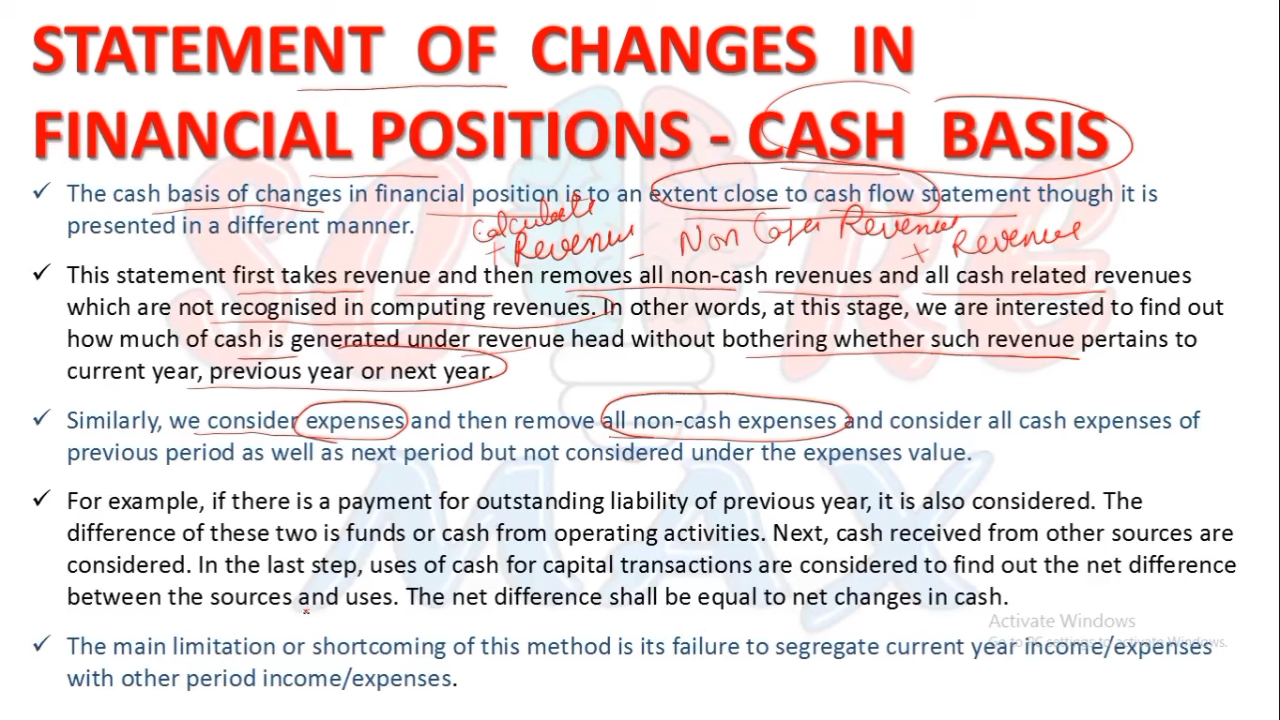 STATEMENT OF CHANGES IN
FINANCIAL POSITIONS - CASH BASIS
✓ The cash basis of changes in financial position is to an extent close to cash flow statement though it is
presented in a different manner.
Calculate
+ Revenue - Non Cash Revenue + Revenue
✓ This statement first takes revenue and then removes all non-cash revenues and all cash related revenues
which are not recognised in computing revenues. In other words, at this stage, we are interested to find out
how much of cash is generated under revenue head without bothering whether such revenue pertains to
current year, previous year or next year.
✓ Similarly, we consider expenses and then remove all non-cash expenses and consider all cash expenses of
previous period as well as next period but not considered under the expenses value.
✓ For example, if there is a payment for outstanding liability of previous year, it is also considered. The
difference of these two is funds or cash from operating activities. Next, cash received from other sources are
considered. In the last step, uses of cash for capital transactions are considered to find out the net difference
between the sources and uses. The net difference shall be equal to net changes in cash.
Activate Windows
Go to PC settings to activate Windows.
✓ The main limitation or shortcoming of this method is its failure to segregate current year income/expenses
with other period income/expenses.